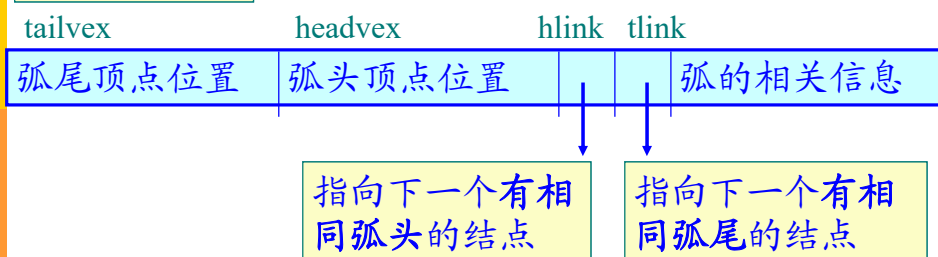 tailvex headvex hlink tlink
弧尾顶点位置 弧头顶点位置 弧的相关信息
指向下一个有相 指向下一个有相
同弧头的结点 同弧尾的结点